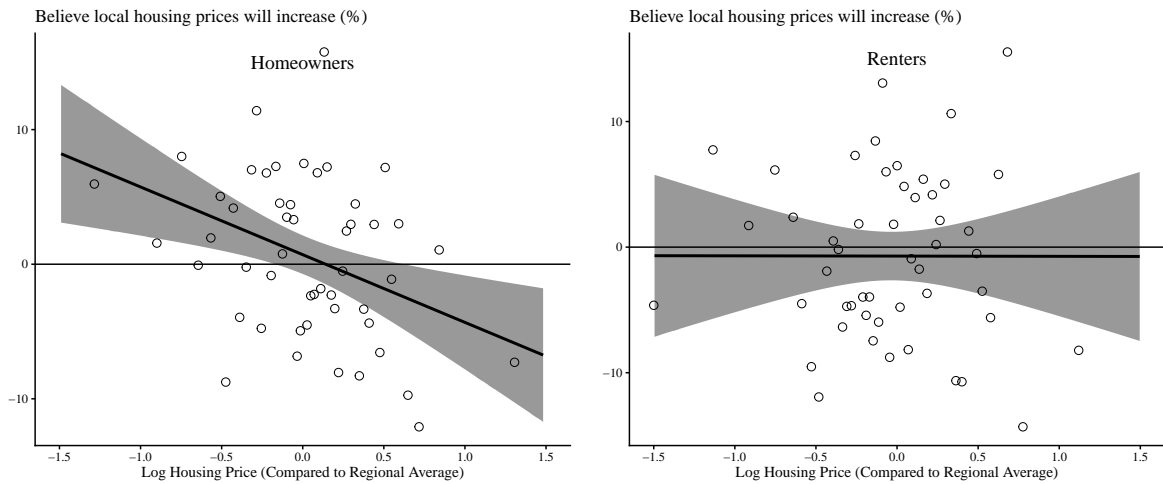 Believe local housing prices will increase (%)
Homeowners
10
0
−10
−1.5 −1.0 −0.5 0.0 0.5 1.0 1.5
Log Housing Price (Compared to Regional Average)
Believe local housing prices will increase (%)
Renters
10
0
−10
−1.5 −1.0 −0.5 0.0 0.5 1.0 1.5
Log Housing Price (Compared to Regional Average)